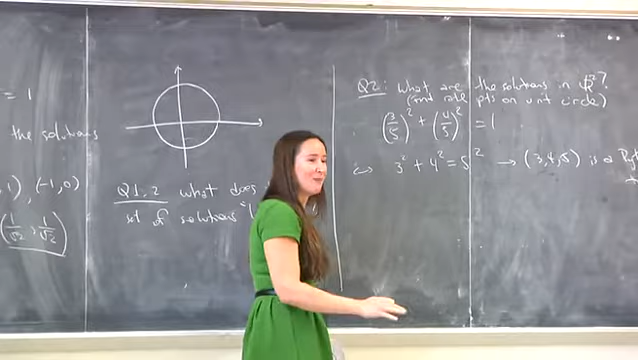 = 1
the solutions
, 1), (-1, 0)
(1/√2, 1/√2)
Q1.2 What does
set of solutions "l
Q2: What are the solutions in
(find rat'l pts on unit circle)
(3/5)² + (4/5)² = 1
3² + 4² = 5² → (3,4,5) is a